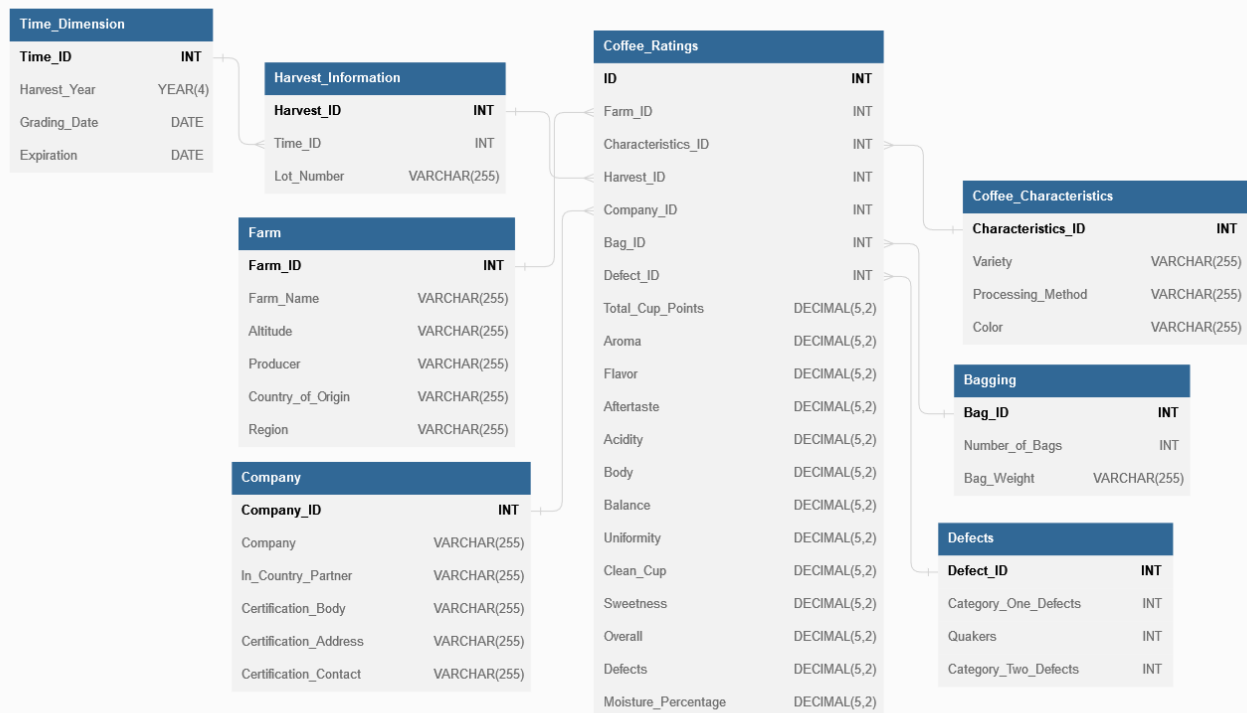 Time_Dimension
Time_ID INT
Harvest_Year YEAR(4)
Grading_Date DATE
Expiration DATE
Harvest_Information
Harvest_ID INT
Time_ID INT
Lot_Number VARCHAR(255)
Farm
Farm_ID INT
Farm_Name VARCHAR(255)
Altitude VARCHAR(255)
Producer VARCHAR(255)
Country_of_Origin VARCHAR(255)
Region VARCHAR(255)
Company
Company_ID INT
Company VARCHAR(255)
In_Country_Partner VARCHAR(255)
Certification_Body VARCHAR(255)
Certification_Address VARCHAR(255)
Certification_Contact VARCHAR(255)
Coffee_Ratings
ID INT
Farm_ID INT
Characteristics_ID INT
Harvest_ID INT
Company_ID INT
Bag_ID INT
Defect_ID INT
Total_Cup_Points DECIMAL(5,2)
Aroma DECIMAL(5,2)
Flavor DECIMAL(5,2)
Aftertaste DECIMAL(5,2)
Acidity DECIMAL(5,2)
Body DECIMAL(5,2)
Balance DECIMAL(5,2)
Uniformity DECIMAL(5,2)
Clean_Cup DECIMAL(5,2)
Sweetness DECIMAL(5,2)
Overall DECIMAL(5,2)
Defects DECIMAL(5,2)
Moisture_Percentage DECIMAL(5,2)
Coffee_Characteristics
Characteristics_ID INT
Variety VARCHAR(255)
Processing_Method VARCHAR(255)
Color VARCHAR(255)
Bagging
Bag_ID INT
Number_of_Bags INT
Bag_Weight VARCHAR(255)
Defects
Defect_ID INT
Category_One_Defects INT
Quakers INT
Category_Two_Defects INT